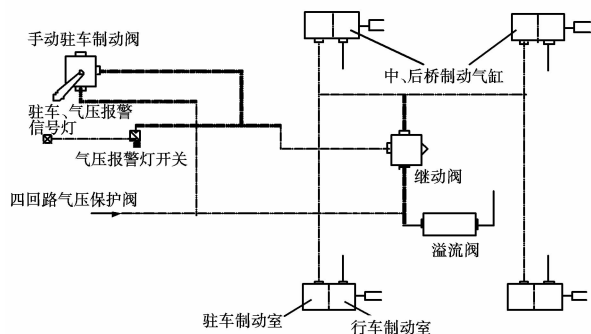 手动驻车制动阀
中、后桥制动气缸
驻车、气压报警
信号灯
气压报警灯开关
继动阀
四回路气压保护阀
溢流阀
驻车制动室
行车制动室